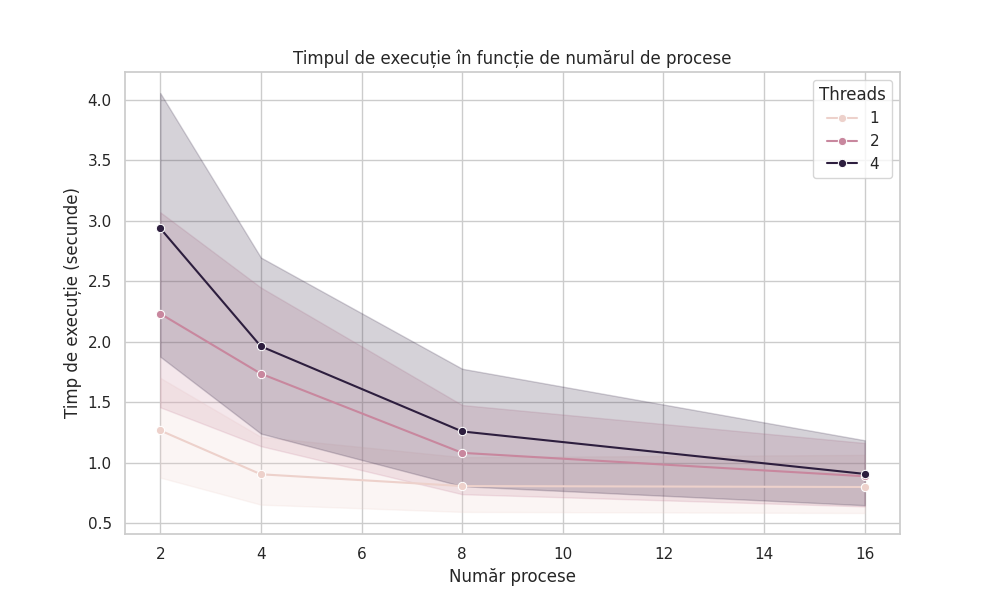 Timpul de execuție în funcție de numărul de procese
Threads
1
2
4
4.0
3.5
3.0
2.5
2.0
1.5
1.0
0.5
Timp de execuție (secunde)
2 4 6 8 10 12 14 16
Număr procese